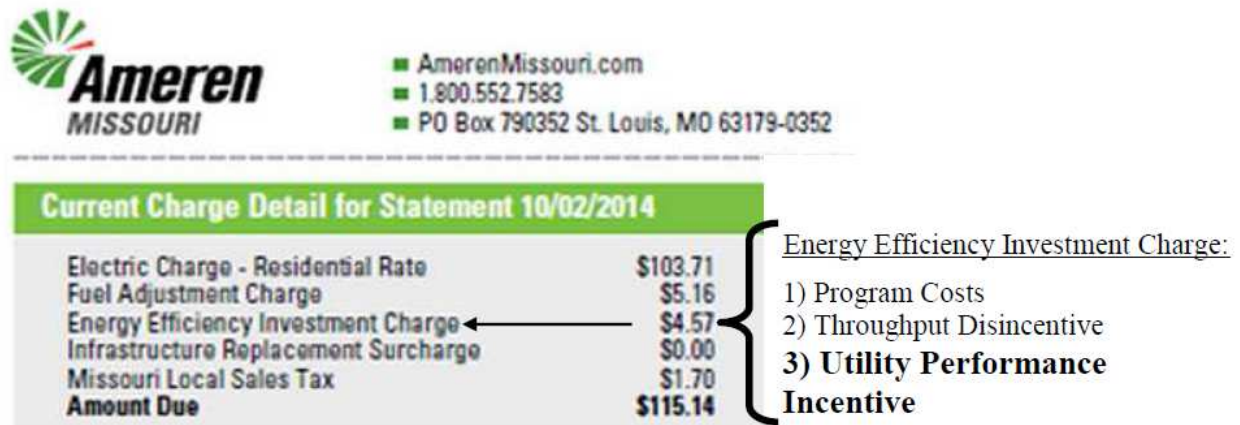 Ameren
MISSOURI
AmerenMissouri.com
1.800.552.7583
PO Box 790352 St. Louis, MO 63179-0352
Current Charge Detail for Statement 10/02/2014
Electric Charge - Residential Rate $103.71
Fuel Adjustment Charge $5.16
Energy Efficiency Investment Charge $4.57
Infrastructure Replacement Surcharge $0.00
Missouri Local Sales Tax $1.70
Amount Due $115.14
Energy Efficiency Investment Charge:
1) Program Costs
2) Throughput Disincentive
3) Utility Performance
Incentive